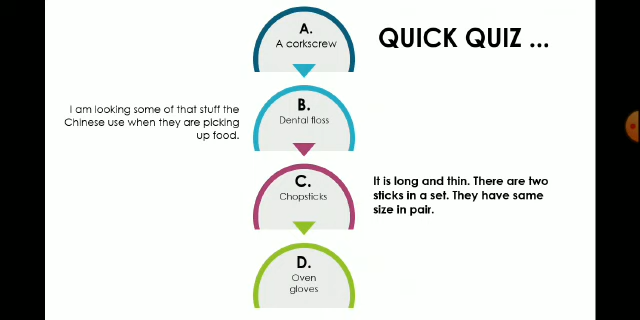 QUICK QUIZ ...
A.
A corkscrew
I am looking some of that stuff the
Chinese use when they are picking
up food.
B.
Dental floss
C.
Chopsticks
It is long and thin. There are two
sticks in a set. They have same
size in pair.
D.
Oven
gloves